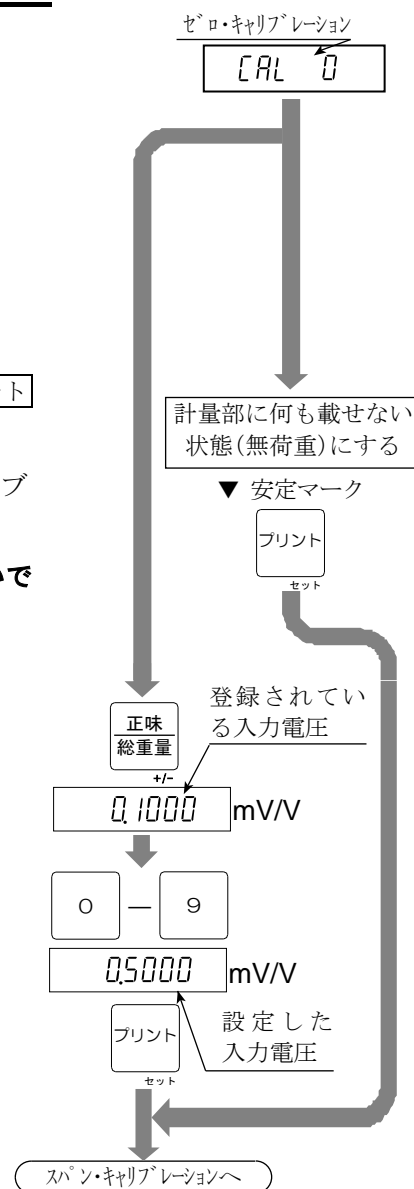 ゼロ・キャリブレーション
CAL 0
ット
計量部に何も載せない
状態(無荷重)にする
ブ
▼ 安定マーク
プリント
いで
セット
登録されてい
る入力電圧
正味
総重量
+/-
0.1000 mV/V
0 — 9
0.5000 mV/V
プリント
設定した
入力電圧
セット
スパン・キャリブレーションへ